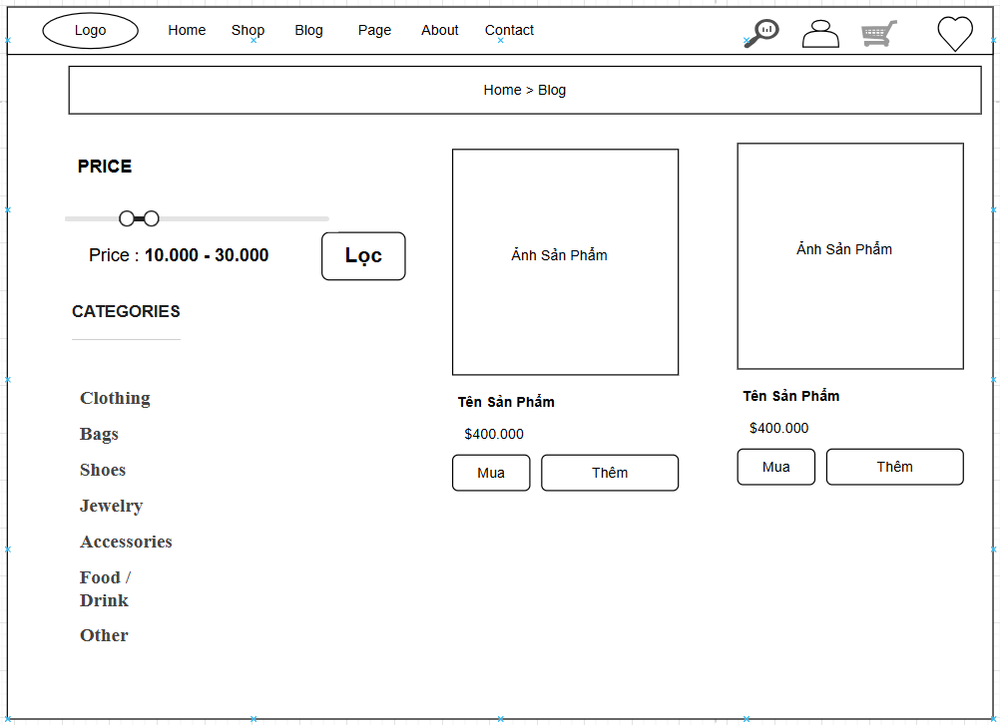 Logo
Home
Shop
Blog
Page
About
Contact
Home > Blog
PRICE
Price : 10.000 - 30.000
Lọc
CATEGORIES
Clothing
Bags
Shoes
Jewelry
Accessories
Food /
Drink
Other
Ảnh Sản Phẩm
Tên Sản Phẩm
$400.000
Mua
Thêm
Ảnh Sản Phẩm
Tên Sản Phẩm
$400.000
Mua
Thêm